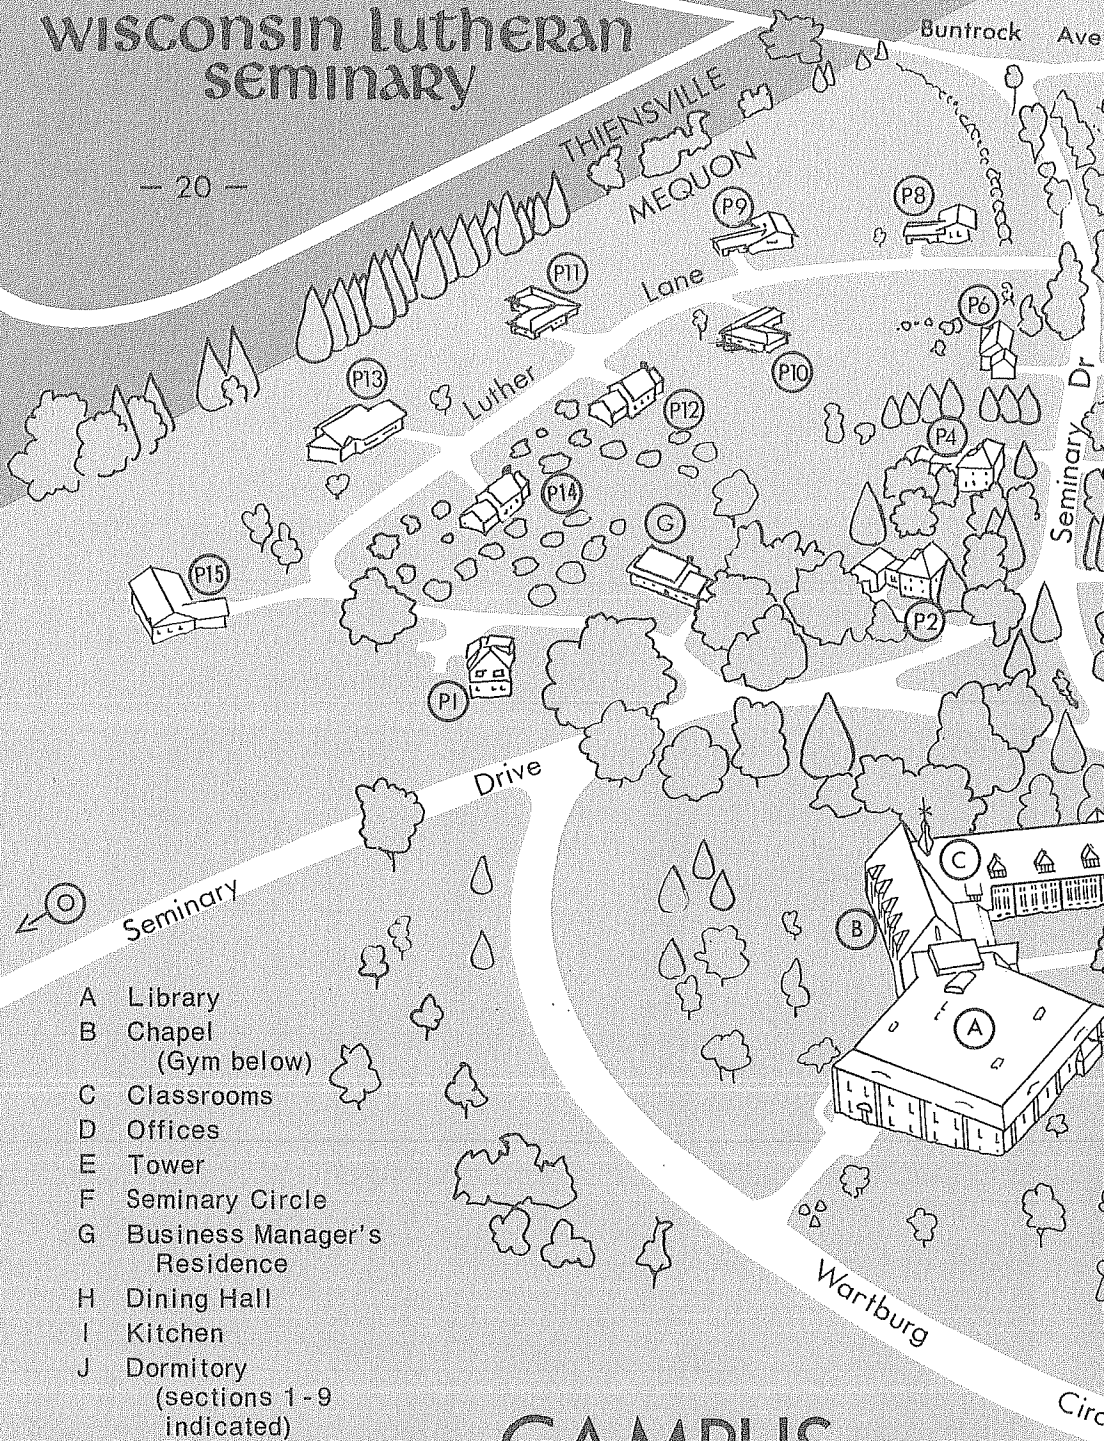 WISCONSIN LUTHERAN
SEMINARY
— 20 —
Buntrock Ave
THIENSVILLE
MEQUON
P8
P9
P11
Lane
P6
P10
P13
Luther
P12
Dr
P4
Seminary
P14
G
P15
P2
P1
Drive
C
O
Seminary
B
A
A Library
B Chapel
(Gym below)
C Classrooms
D Offices
E Tower
F Seminary Circle
G Business Manager's
Residence
H Dining Hall
I Kitchen
J Dormitory
(sections 1-9
indicated)
Wartburg
Circ
CAMPUS